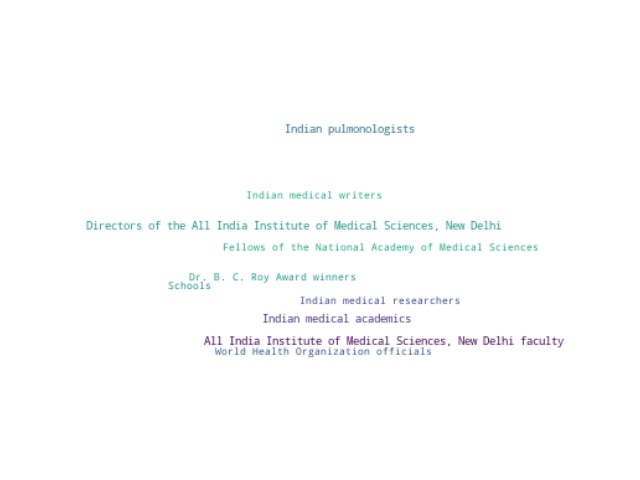 Indian pulmonologists
Indian medical writers
Directors of the All India Institute of Medical Sciences, New Delhi
Fellows of the National Academy of Medical Sciences
Dr. B. C. Roy Award winners
Schools
Indian medical researchers
Indian medical academics
All India Institute of Medical Sciences, New Delhi faculty
World Health Organization officials